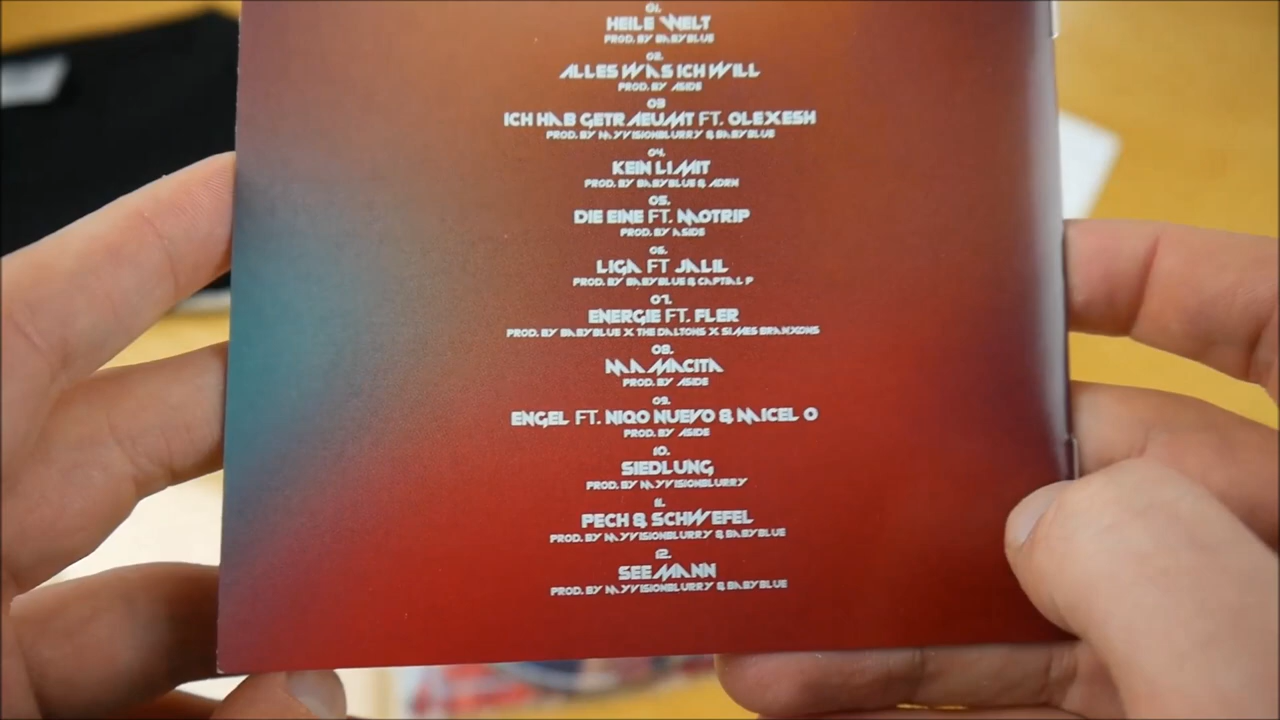 01.
HEILE WELT
PROD. BY BABYBLUE
02.
ALLES WAS ICH WILL
PROD. BY ASIDE
03
ICH HAB GETRAEUMT FT. OLEXESH
PROD. BY MYVISIONBLURRY & BABYBLUE
04.
KEIN LIMIT
PROD. BY BABYBLUE & ADRN
05.
DIE EINE FT. MOTRIP
PROD. BY ASIDE
06.
LIGA FT JALIL
PROD. BY BABYBLUE & CAPTAL P
07.
ENERGIE FT. FLER
PROD. BY BABYBLUE X THE DALTONS X SIMES BRANXONS
08.
MAMACITA
PROD. BY ASIDE
09.
ENGEL FT. NIQO NUEVO & MICEL O
PROD. BY ASIDE
10.
SIEDLUNG
PROD. BY MYVISIONBLURRY
11.
PECH & SCHWEFEL
PROD. BY MYVISIONBLURRY & BABYBLUE
12.
SEEMANN
PROD. BY MYVISIONBLURRY & BABYBLUE